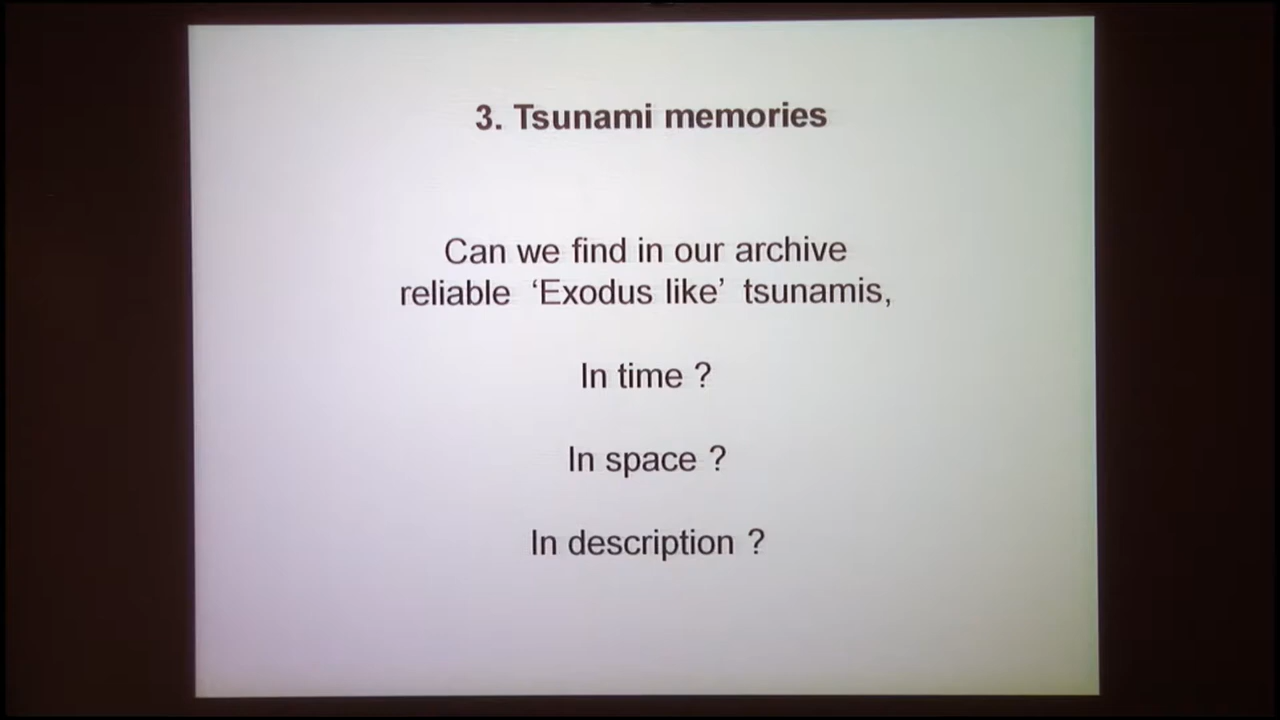 3. Tsunami memories
Can we find in our archive
reliable ‘Exodus like’ tsunamis,
In time ?
In space ?
In description ?